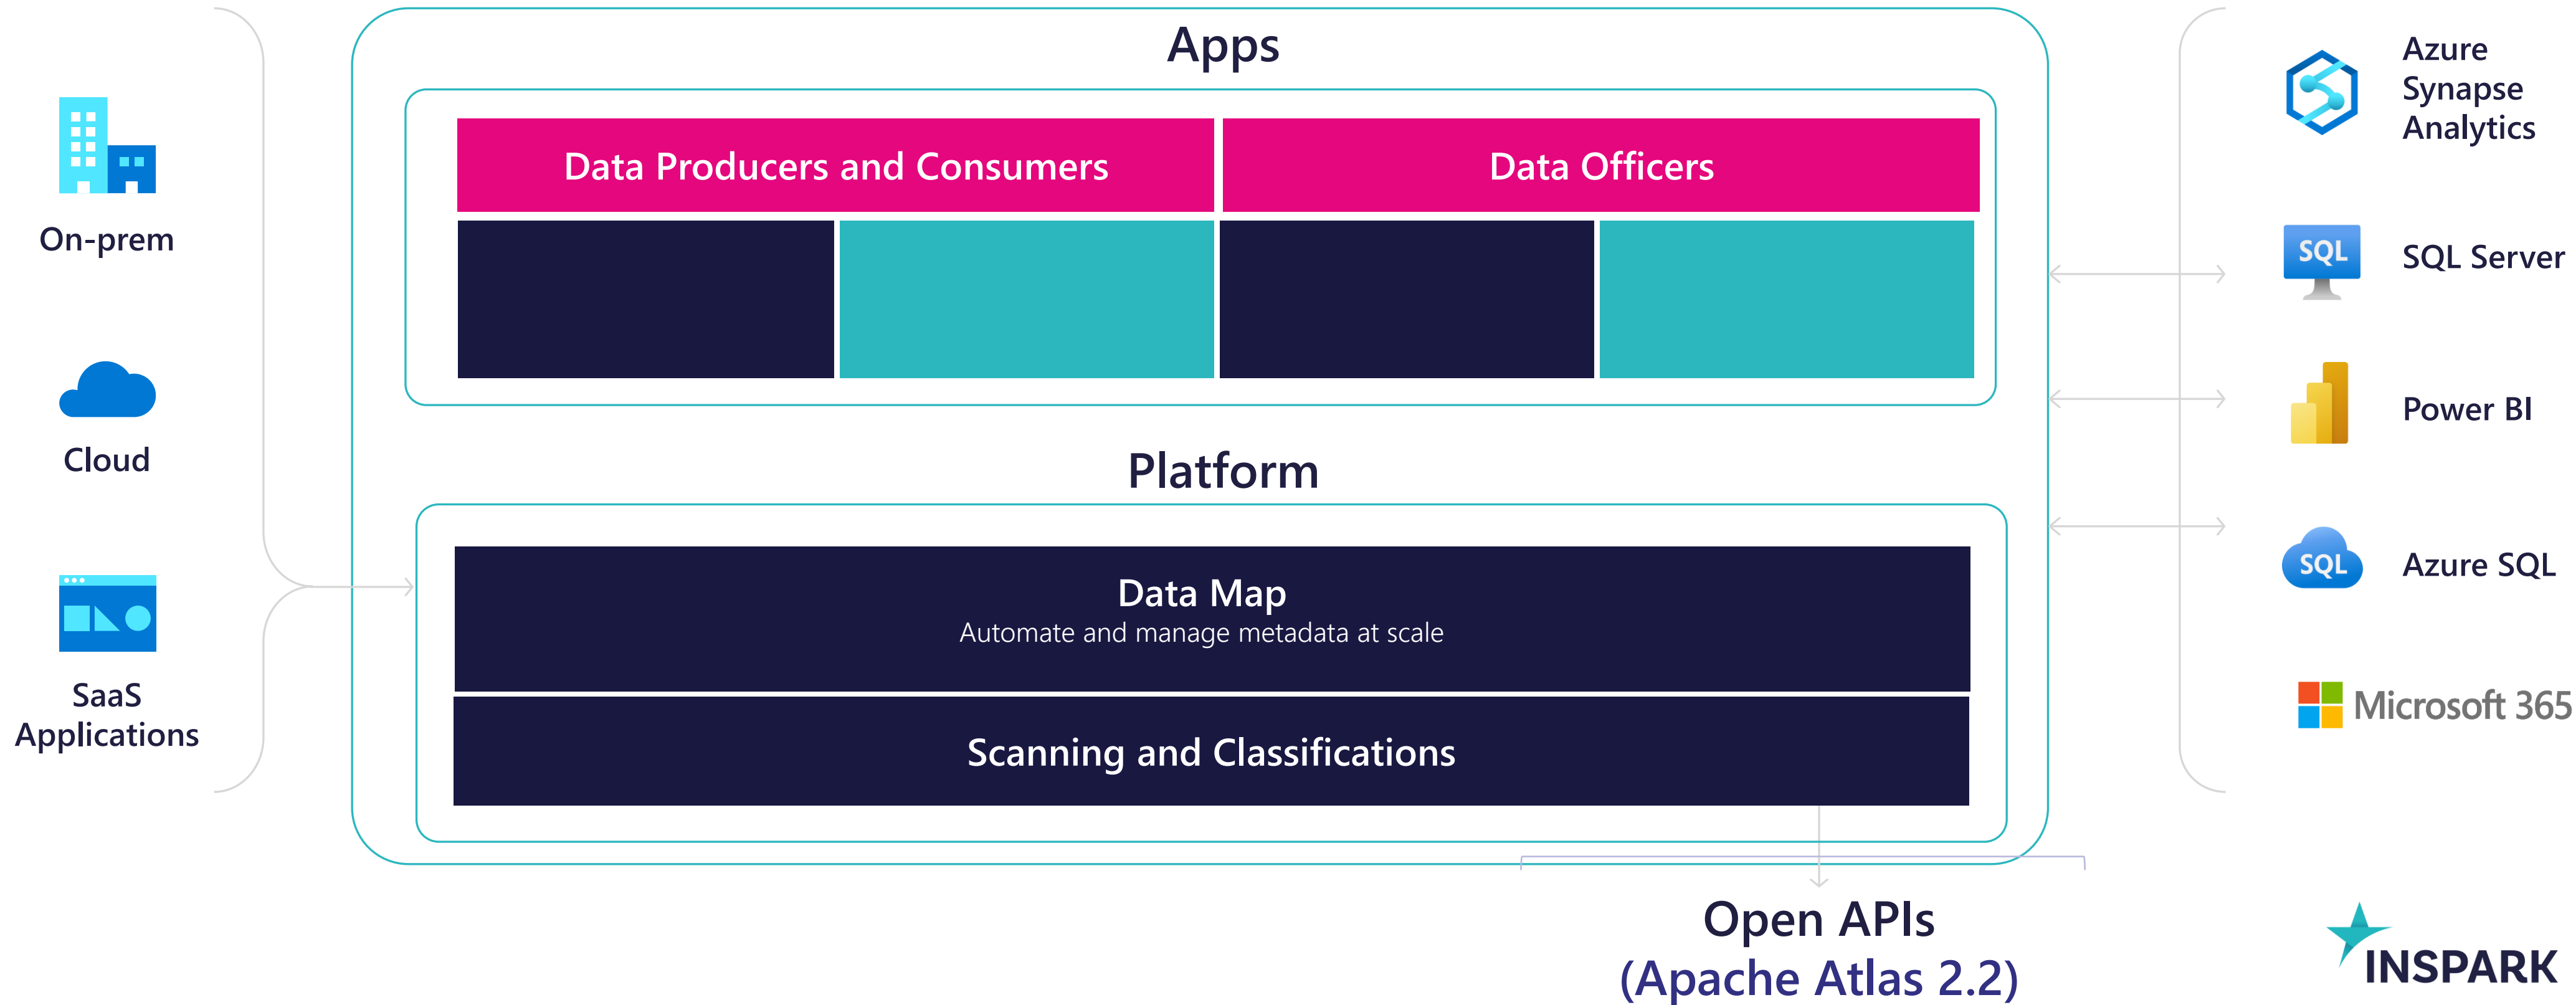 On-prem
Cloud
SaaS
Applications
Apps
Data Producers and Consumers
Data Officers
Platform
Data Map
Automate and manage metadata at scale
Scanning and Classifications
Open APIs
(Apache Atlas 2.2)
Azure
Synapse
Analytics
SQL
SQL Server
Power BI
SQL
Azure SQL
Microsoft 365
INSPARK